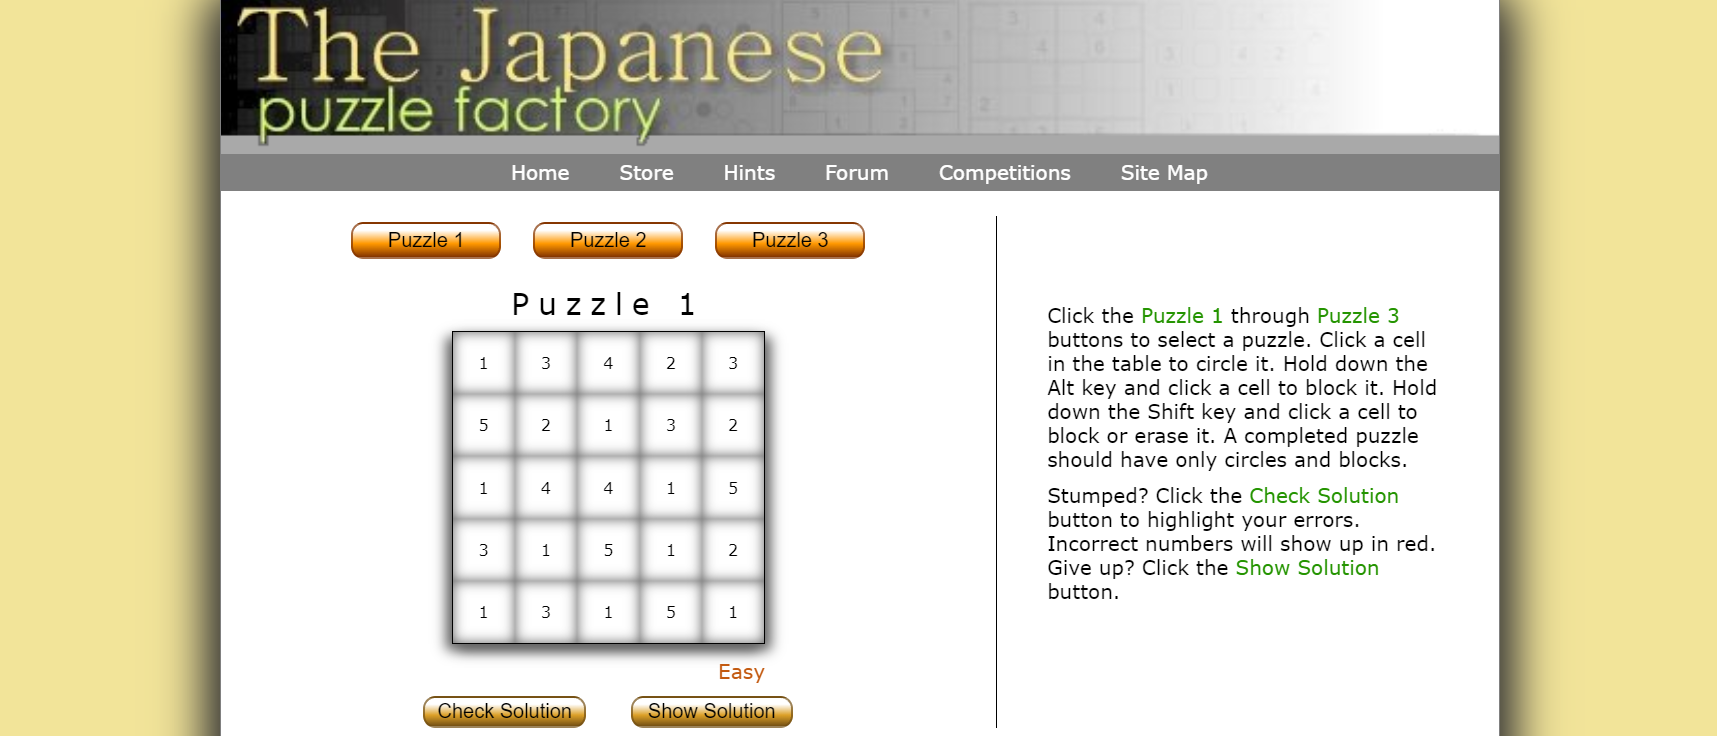 The Japanese
puzzle factory
Home Store Hints Forum Competitions Site Map
Puzzle 1 Puzzle 2 Puzzle 3
Puzzle 1
1 3 4 2 3
5 2 1 3 2
1 4 4 1 5
3 1 5 1 2
1 3 1 5 1
Easy
Check Solution Show Solution
Click the Puzzle 1 through Puzzle 3
buttons to select a puzzle. Click a cell
in the table to circle it. Hold down the
Alt key and click a cell to block it. Hold
down the Shift key and click a cell to
block or erase it. A completed puzzle
should have only circles and blocks.
Stumped? Click the Check Solution
button to highlight your errors.
Incorrect numbers will show up in red.
Give up? Click the Show Solution
button.